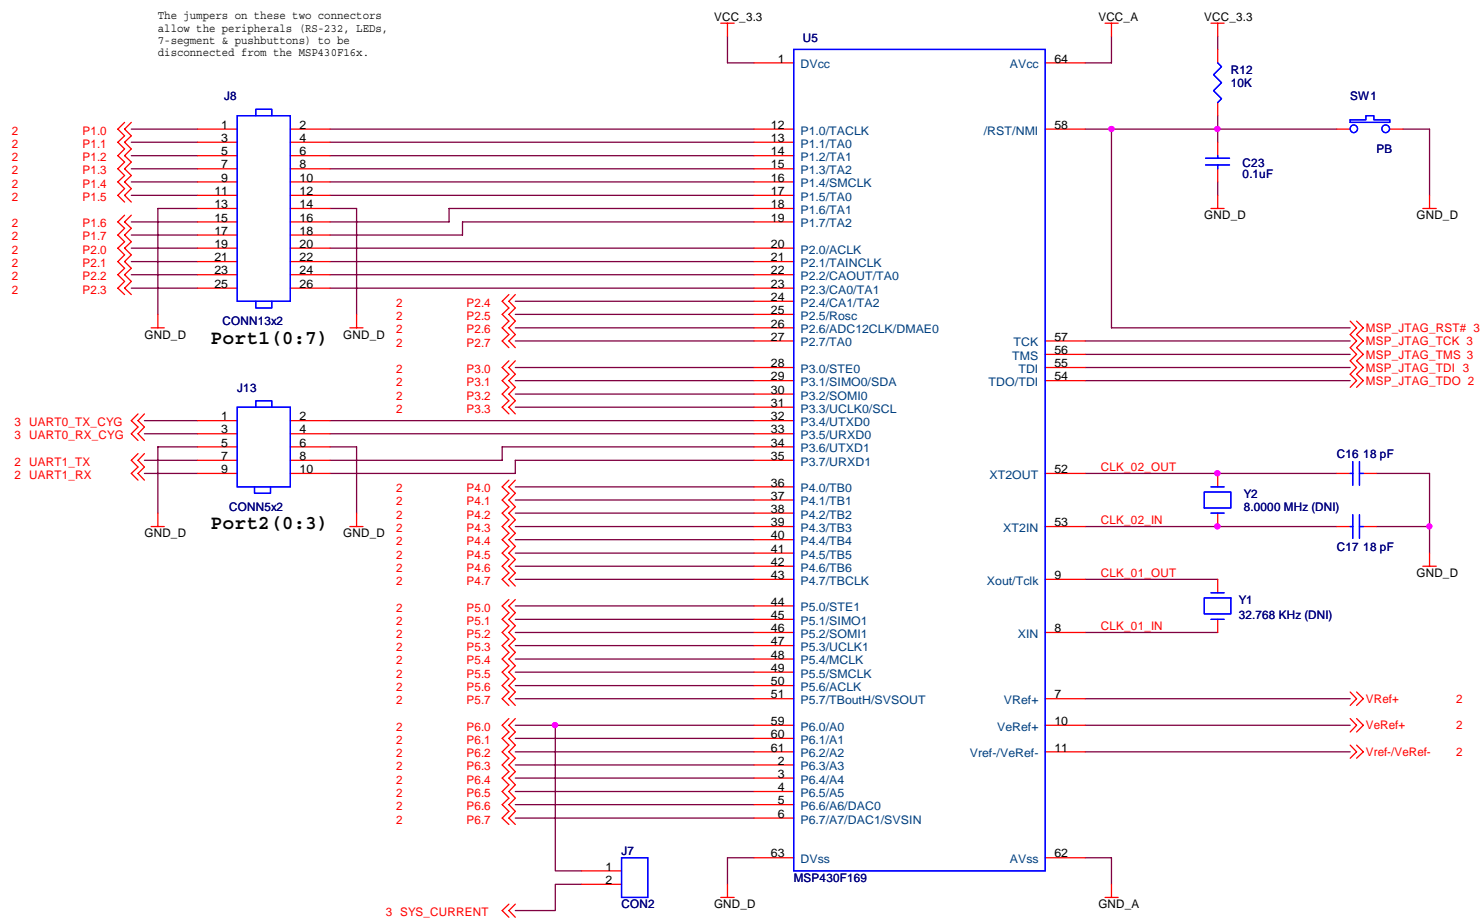 The jumpers on these two connectors
allow the peripherals (RS-232, LEDs,
7-segment & pushbuttons) to be
disconnected from the MSP430F16x.
VCC_3.3
VCC_A
VCC_3.3
U5
1 DVcc
AVcc 64
R12
10K
J8
SW1
2 P1.0 1 2 12 P1.0/TACLK
/RST/NMI 58
2 P1.1 3 4 13 P1.1/TA0
PB
2 P1.2 5 6 14 P1.2/TA1
2 P1.3 7 8 15 P1.3/TA2
C23
0.1uF
2 P1.4 9 10 16 P1.4/SMCLK
2 P1.5 11 12 17 P1.5/TA0
13 14 18 P1.6/TA1
2 P1.6 15 16 19 P1.7/TA2
GND_D
GND_D
2 P1.7 17 18
2 P2.0 19 20 20 P2.0/ACLK
2 P2.1 21 22 21 P2.1/TAINCLK
2 P2.2 23 24 22 P2.2/CAOUT/TA0
2 P2.3 25 26 23 P2.3/CA0/TA1
2 P2.4 24 P2.4/CA1/TA2
2 P2.5 25 P2.5/Rosc
CONN13x2
2 P2.6 26 P2.6/ADC12CLK/DMAE0
MSP_JTAG_RST# 3
GND_D
Port1(0:7)
GND_D
2 P2.7 27 P2.7/TA0
TCK 57 MSP_JTAG_TCK 3
TMS 56 MSP_JTAG_TMS 3
2 P3.0 28 P3.0/STE0
TDI 55 MSP_JTAG_TDI 3
2 P3.1 29 P3.1/SIMO0/SDA
TDO/TDI 54 MSP_JTAG_TDO 2
J13
2 P3.2 30 P3.2/SOMI0
2 P3.3 31 P3.3/UCLK0/SCL
3 UART0_TX_CYG 1 2 32 P3.4/UTXD0
3 UART0_RX_CYG 3 4 33 P3.5/URXD0
5 6 34 P3.6/UTXD1
2 UART1_TX 7 8 35 P3.7/URXD1
2 UART1_RX 9 10
C16 18 pF
XT2OUT 52 CLK_02_OUT
2 P4.0 36 P4.0/TB0
2 P4.1 37 P4.1/TB1
Y2
8.0000 MHz (DNI)
CONN5x2
2 P4.2 38 P4.2/TB2
GND_D
Port2(0:3)
GND_D
2 P4.3 39 P4.3/TB3
XT2IN 53 CLK_02_IN
2 P4.4 40 P4.4/TB4
C17 18 pF
2 P4.5 41 P4.5/TB5
2 P4.6 42 P4.6/TB6
GND_D
2 P4.7 43 P4.7/TBCLK
Xout/Tclk 9 CLK_01_OUT
2 P5.0 44 P5.0/STE1
Y1
32.768 KHz (DNI)
2 P5.1 45 P5.1/SIMO1
2 P5.2 46 P5.2/SOMI1
XIN 8 CLK_01_IN
2 P5.3 47 P5.3/UCLK1
2 P5.4 48 P5.4/MCLK
2 P5.5 49 P5.5/SMCLK
2 P5.6 50 P5.6/ACLK
2 P5.7 51 P5.7/TBoutH/SVSOUT
VRef+ 7 VRef+ 2
2 P6.0 59 P6.0/A0
VeRef+ 10 VeRef+ 2
2 P6.1 60 P6.1/A1
2 P6.2 61 P6.2/A2
Vref-/VeRef- 11 Vref-/VeRef- 2
2 P6.3 2 P6.3/A3
2 P6.4 3 P6.4/A4
2 P6.5 4 P6.5/A5
2 P6.6 5 P6.6/A6/DAC0
2 P6.7 6 P6.7/A7/DAC1/SVSIN
J7
63 DVss
AVss 62
1
2
MSP430F169
CON2
GND_D
GND_A
3 SYS_CURRENT